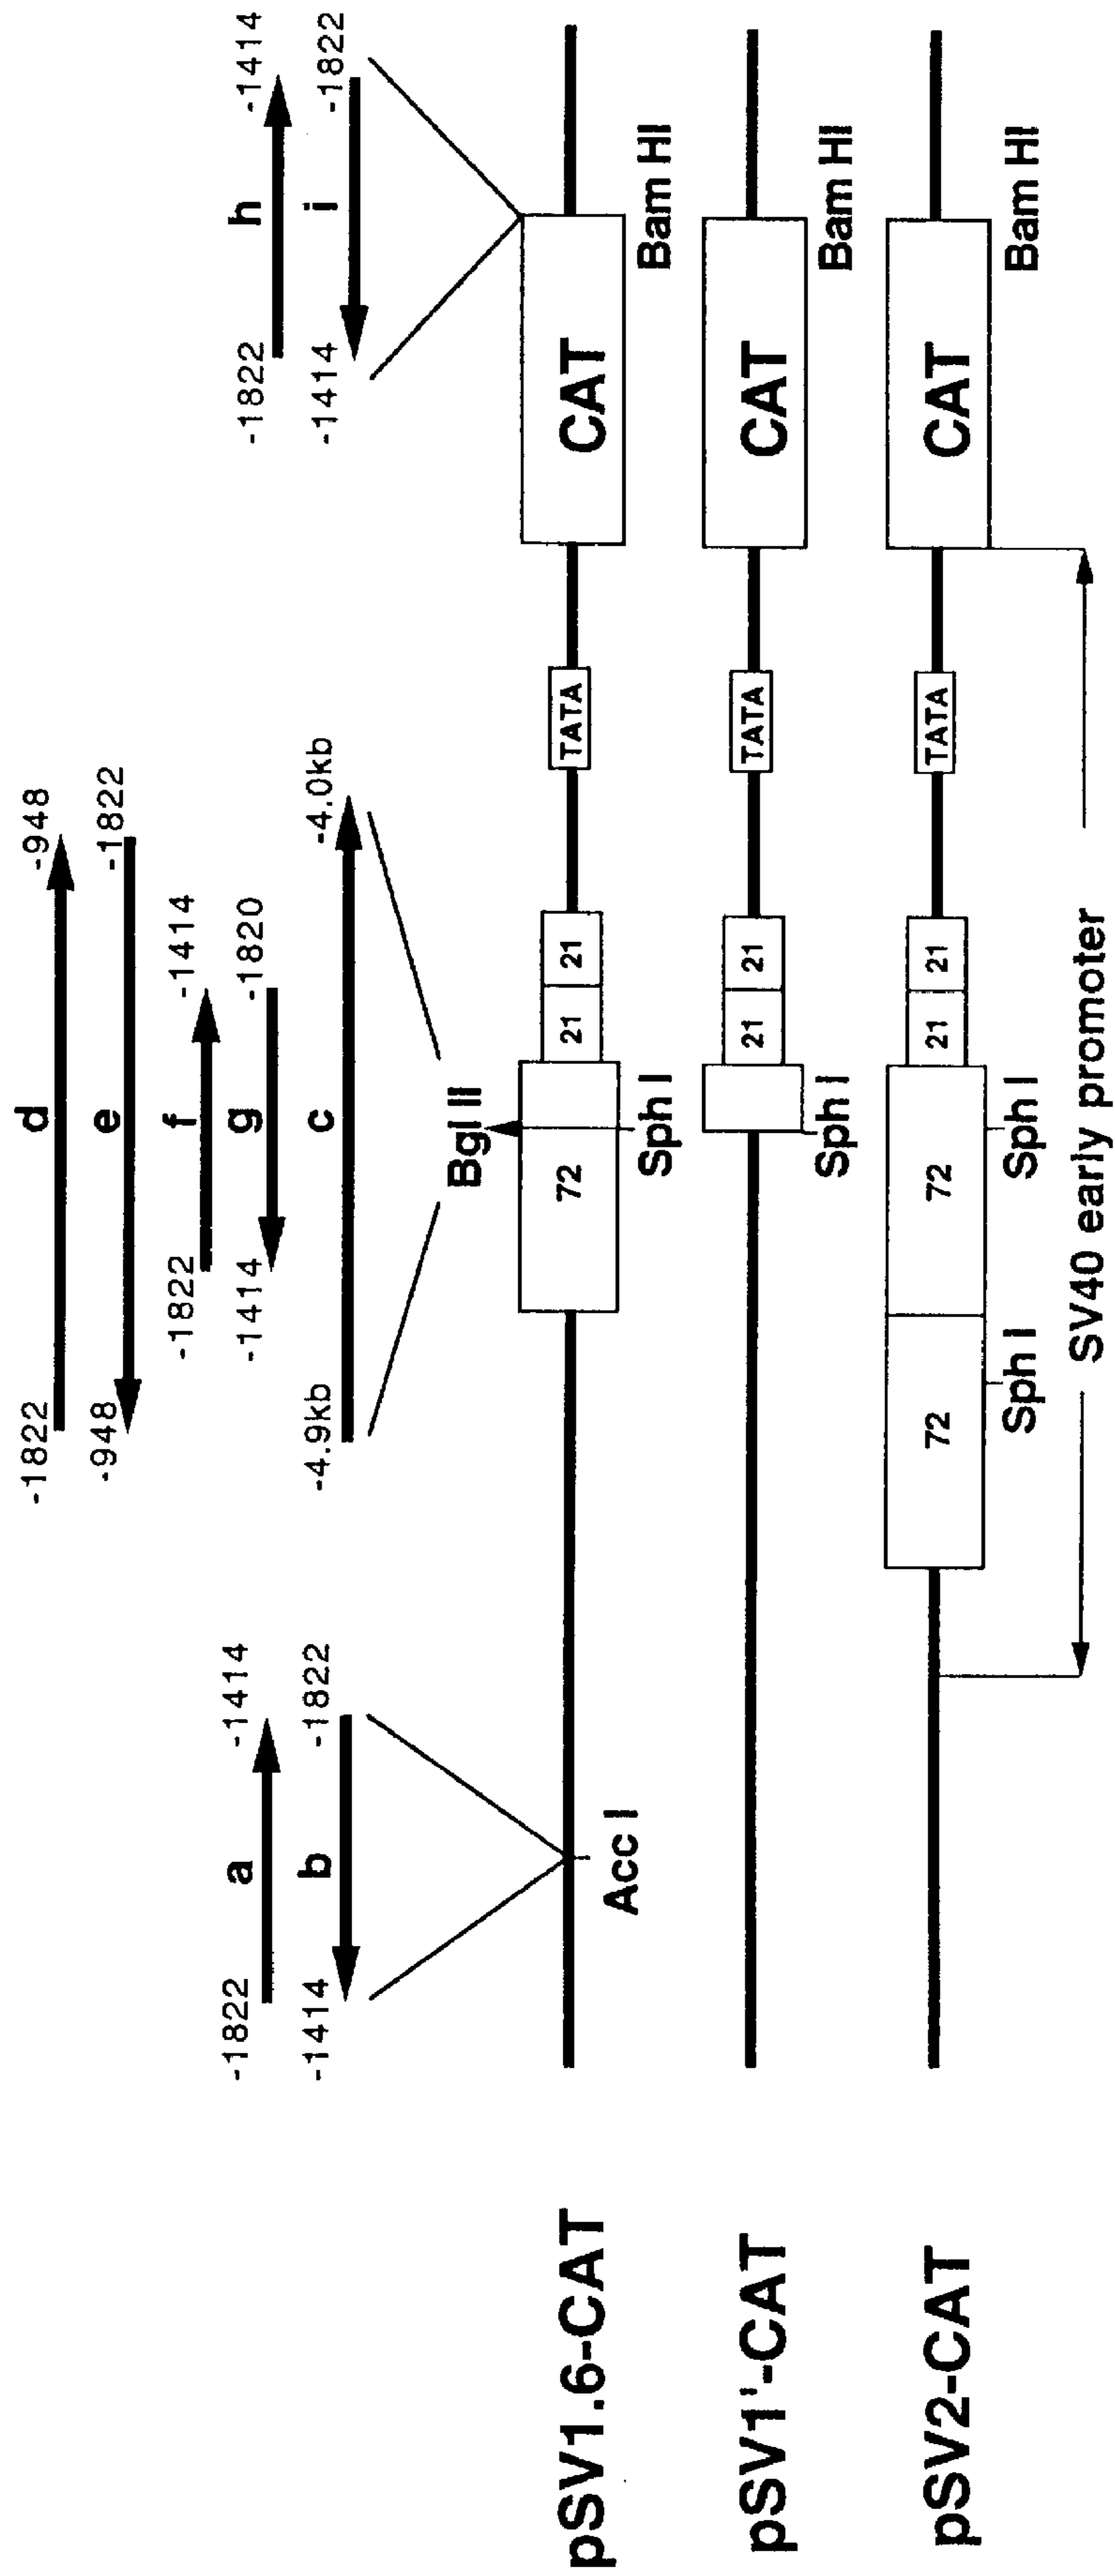 d
-1822 -948
e
-948 -1822
f
-1822 -1414
a
-1822 -1414
g
-1414 -1820
h
-1822 -1414
b
-1414 -1822
c
-4.9kb -4.0kb
i
-1414 -1822
Bgl II
pSV1.6-CAT
72 21 21 TATA CAT
Acc I Sph I Bam HI
pSV1'-CAT
21 21 TATA CAT
Sph I Bam HI
pSV2-CAT
72 72 21 21 TATA CAT
Sph I Sph I Bam HI
SV40 early promoter